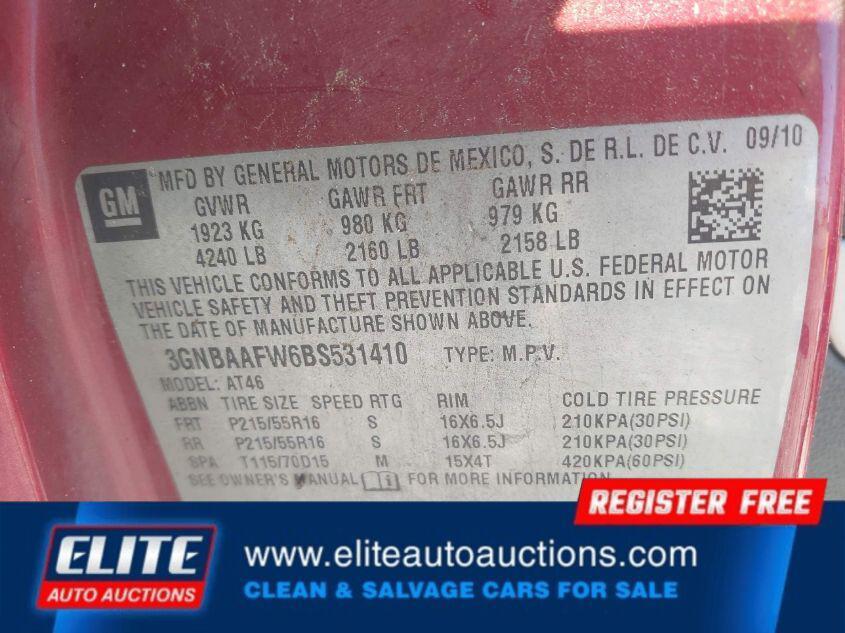 MFD BY GENERAL MOTORS DE MEXICO, S. DE R.L. DE C.V. 09/10
GM
GVWR GAWR FRT GAWR RR
1923 KG 980 KG 979 KG
4240 LB 2160 LB 2158 LB
THIS VEHICLE CONFORMS TO ALL APPLICABLE U.S. FEDERAL MOTOR
VEHICLE SAFETY AND THEFT PREVENTION STANDARDS IN EFFECT ON
THE DATE OF MANUFACTURE SHOWN ABOVE.
3GNBAAFW6BS531410 TYPE: M.P.V.
MODEL: AT46
ABBN TIRE SIZE SPEED RTG RIM COLD TIRE PRESSURE
FRT P215/55R16 S 16X6.5J 210KPA(30PSI)
RR P215/55R16 S 16X6.5J 210KPA(30PSI)
SPA T115/70D15 M 15X4T 420KPA(60PSI)
SEE OWNER'S MANUAL FOR MORE INFORMATION
REGISTER FREE
ELITE
AUTO AUCTIONS
www.eliteautoauctions.com
CLEAN & SALVAGE CARS FOR SALE